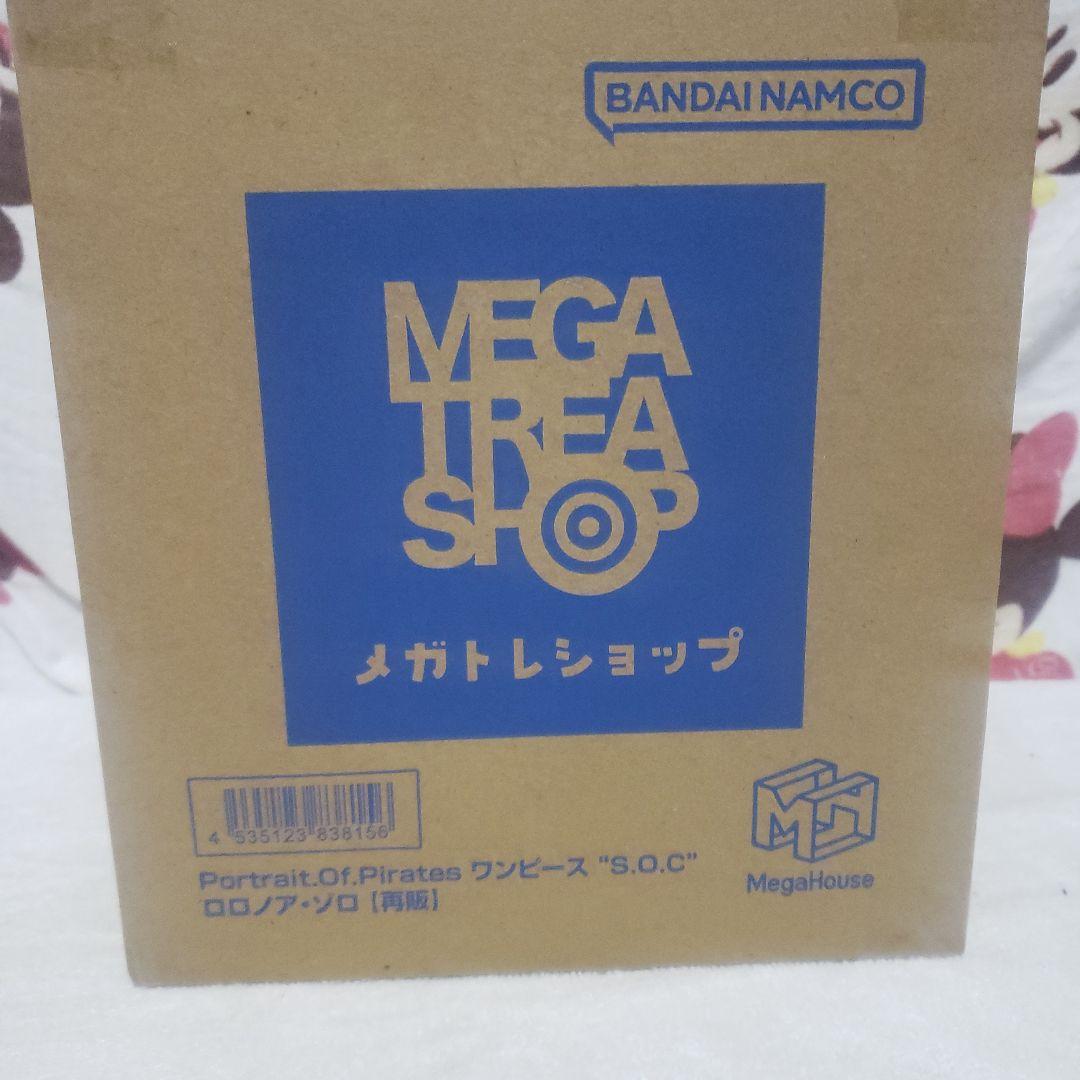 BANDAI NAMCO
MEGA
TREA
SHOP
メガトレショップ
4 535123 838156
Portrait.Of.Pirates ワンピース "S.O.C"
ロロノア・ゾロ【再販】
MH
MegaHouse